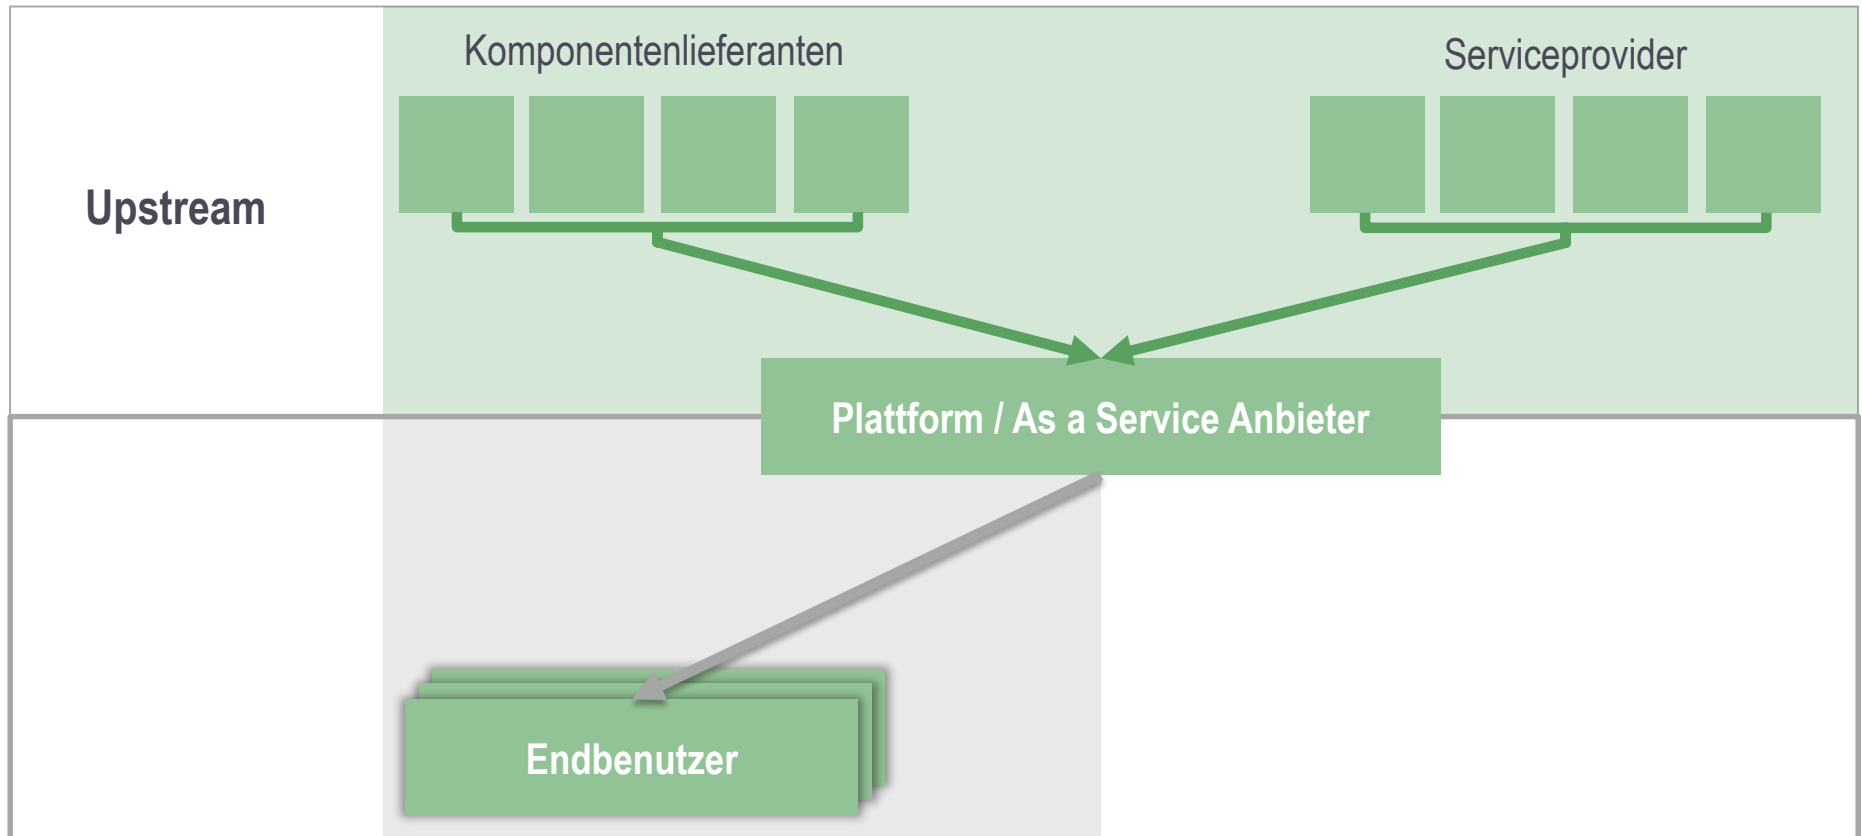 Komponentenlieferanten
Serviceprovider
Upstream
Plattform / As a Service Anbieter
Endbenutzer